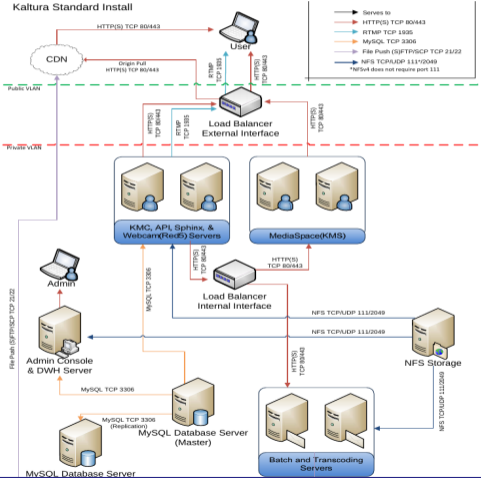 Kaltura Standard Install
Serves to
HTTP(S) TCP 80/443
RTMP TCP 1935
MySQL TCP 3306
File Push (S)FTP/SCP TCP 21/22
NFS TCP/UDP 111*/2049
*NFSv4 does not require port 111
HTTP(S) TCP 80/443
User
CDN
Origin Pull
HTTP(S) TCP 80/443
RTMP
TCP 1935
HTTP(S)
TCP 80/443
Public VLAN
Load Balancer
External Interface
HTTP(S)
TCP 80/443
RTMP
TCP 1935
HTTP(S)
TCP 80/443
Private VLAN
KMC, API, Sphinx, &
Webcam(Red5) Servers
MediaSpace(KMS)
HTTP(S)
TCP 80/443
HTTP(S)
TCP 80/443
Load Balancer
Internal Interface
Admin
MySQL TCP 3306
File Push (S)FTP/SCP TCP 21/22
NFS TCP/UDP 111/2049
NFS TCP/UDP 111/2049
Admin Console
& DWH Server
NFS Storage
HTTP(S)
TCP 80/443
MySQL TCP 3306
NFS TCP/UDP 111/2049
MySQL TCP 3306
(Replication)
MySQL Database Server
(Master)
Batch and Transcoding
Servers
MySQL Database Server